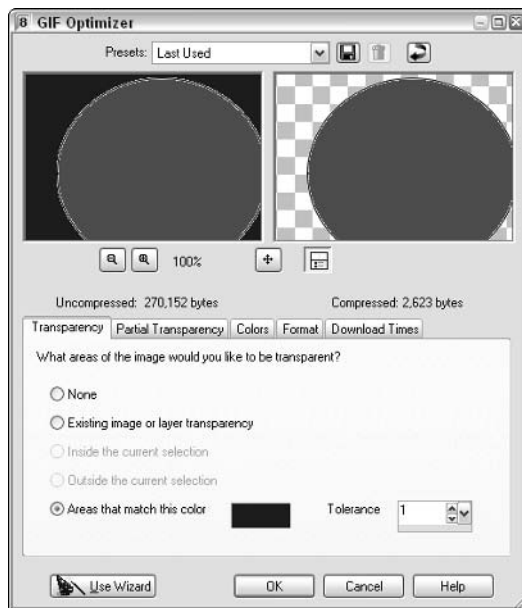 8 GIF Optimizer
Presets: Last Used
100%
Uncompressed: 270,152 bytes Compressed: 2,623 bytes
Transparency Partial Transparency Colors Format Download Times
What areas of the image would you like to be transparent?
None
Existing image or layer transparency
Inside the current selection
Outside the current selection
Areas that match this color Tolerance 1
Use Wizard OK Cancel Help